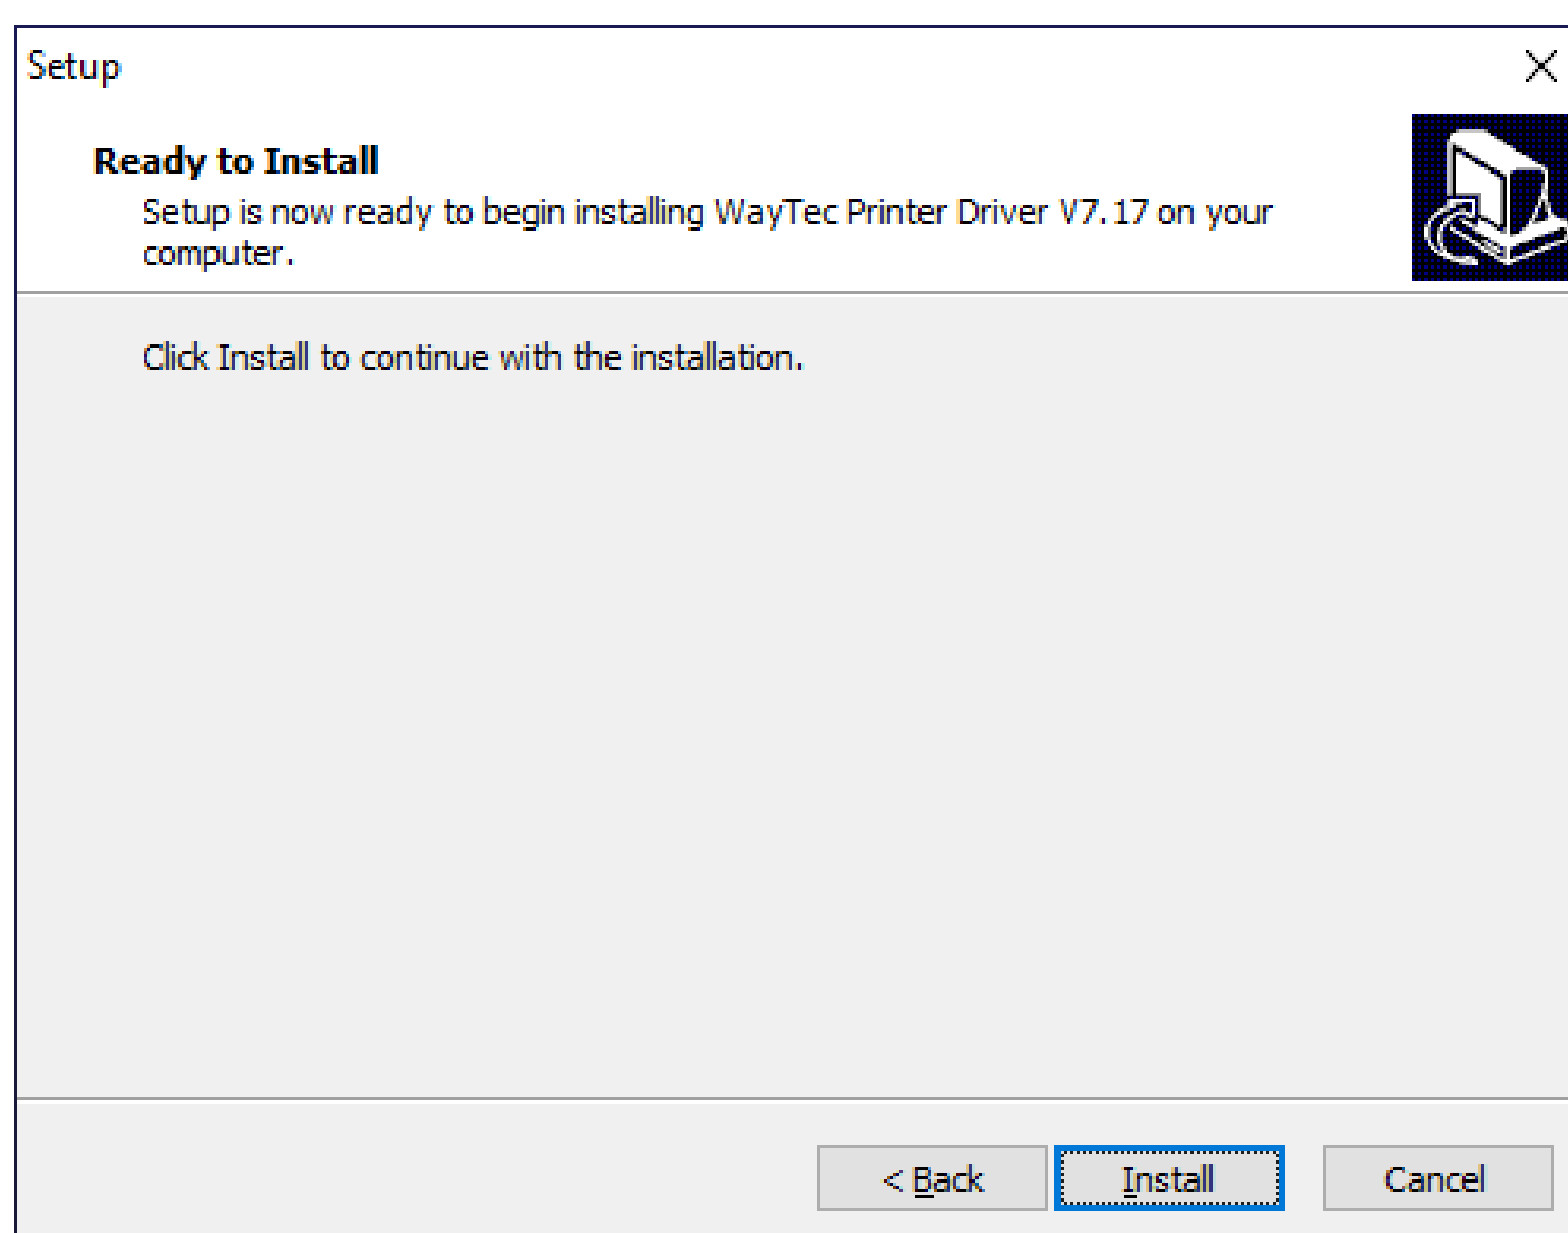 Setup
Ready to Install
Setup is now ready to begin installing WayTec Printer Driver V7.17 on your
computer.
Click Install to continue with the installation.
< Back
Install
Cancel